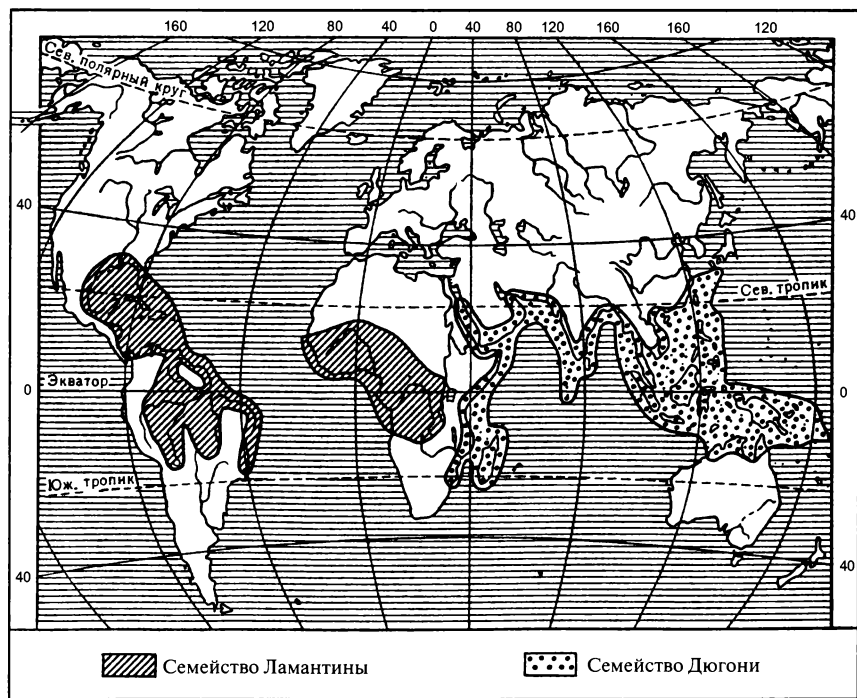 160 120 80 40 0 40 80 120 160 160 120
Сев. полярный круг
40 40
Сев. тропик
Экватор
0 0
Юж. тропик
40 40
Семейство Ламантины
Семейство Дюгони